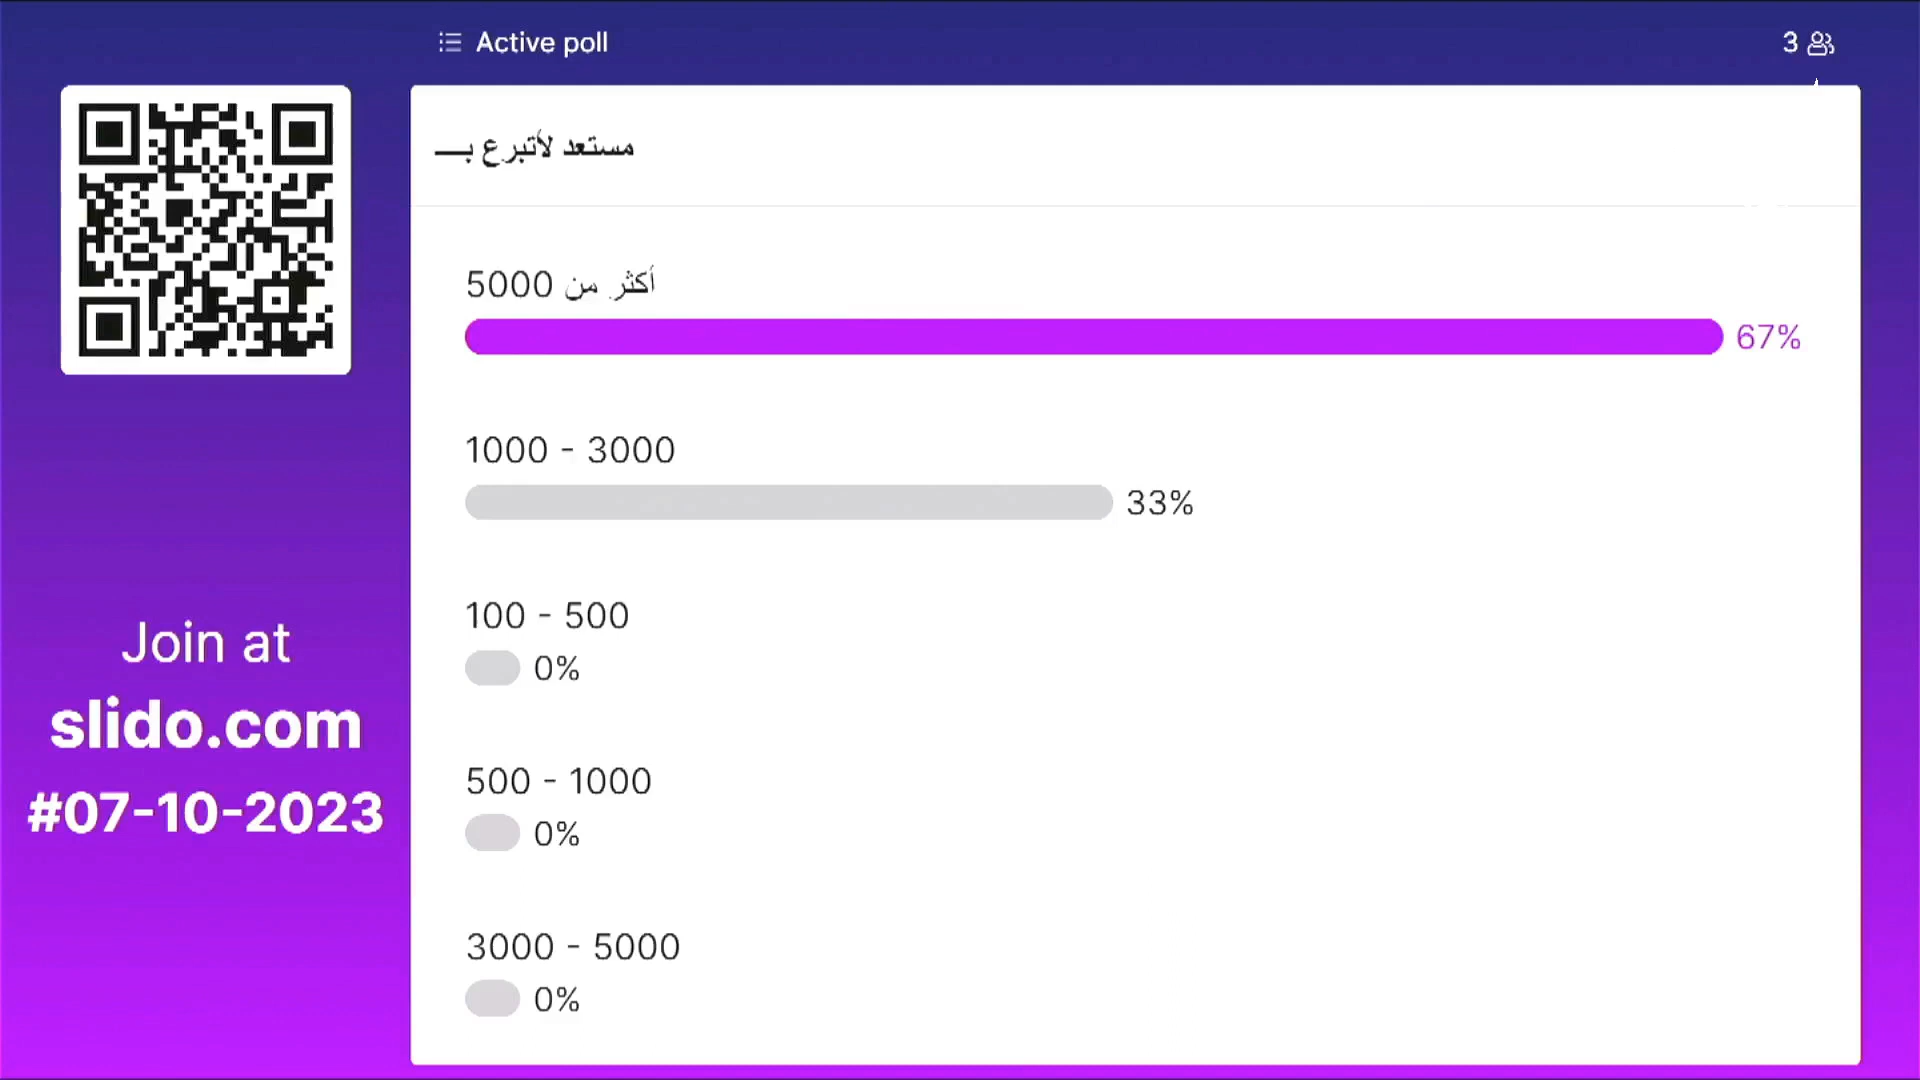 Active poll
3
مستعد لأتبرع بـــ
أكثر من 5000
67%
1000 - 3000
33%
100 - 500
0%
500 - 1000
0%
3000 - 5000
0%
Join at
slido.com
#07-10-2023